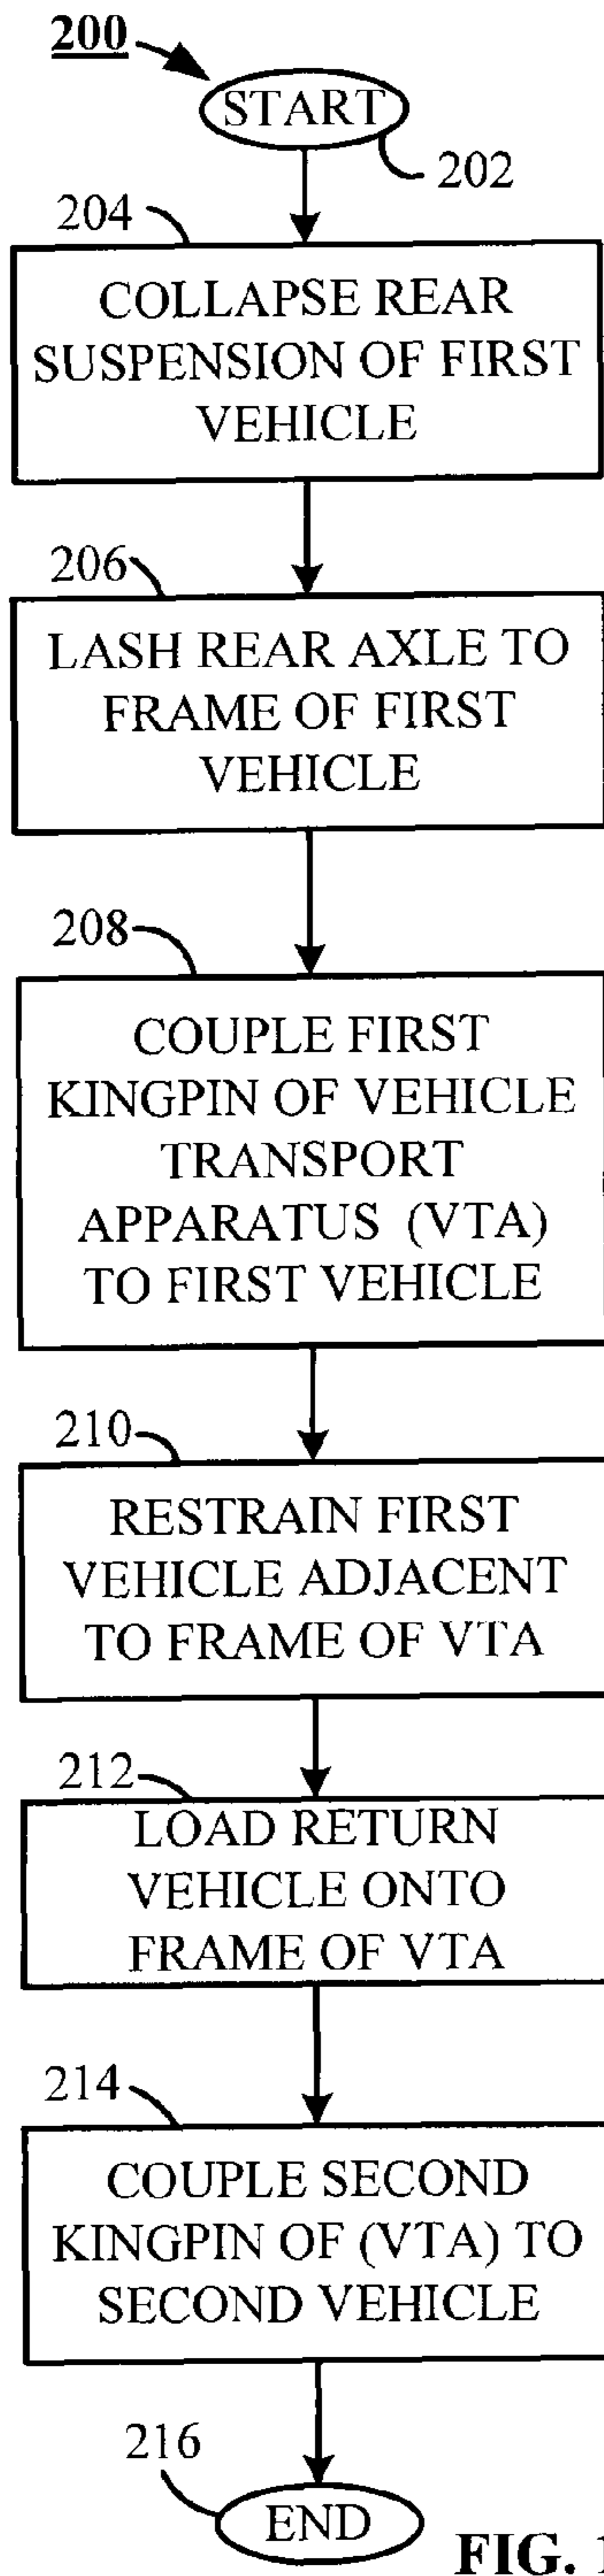 200
START
202
204
COLLAPSE REAR
SUSPENSION OF FIRST
VEHICLE
206
LASH REAR AXLE TO
FRAME OF FIRST
VEHICLE
208
COUPLE FIRST
KINGPIN OF VEHICLE
TRANSPORT
APPARATUS (VTA)
TO FIRST VEHICLE
210
RESTRAIN FIRST
VEHICLE ADJACENT
TO FRAME OF VTA
212
LOAD RETURN
VEHICLE ONTO
FRAME OF VTA
214
COUPLE SECOND
KINGPIN OF (VTA) TO
SECOND VEHICLE
216
END
FIG. 1